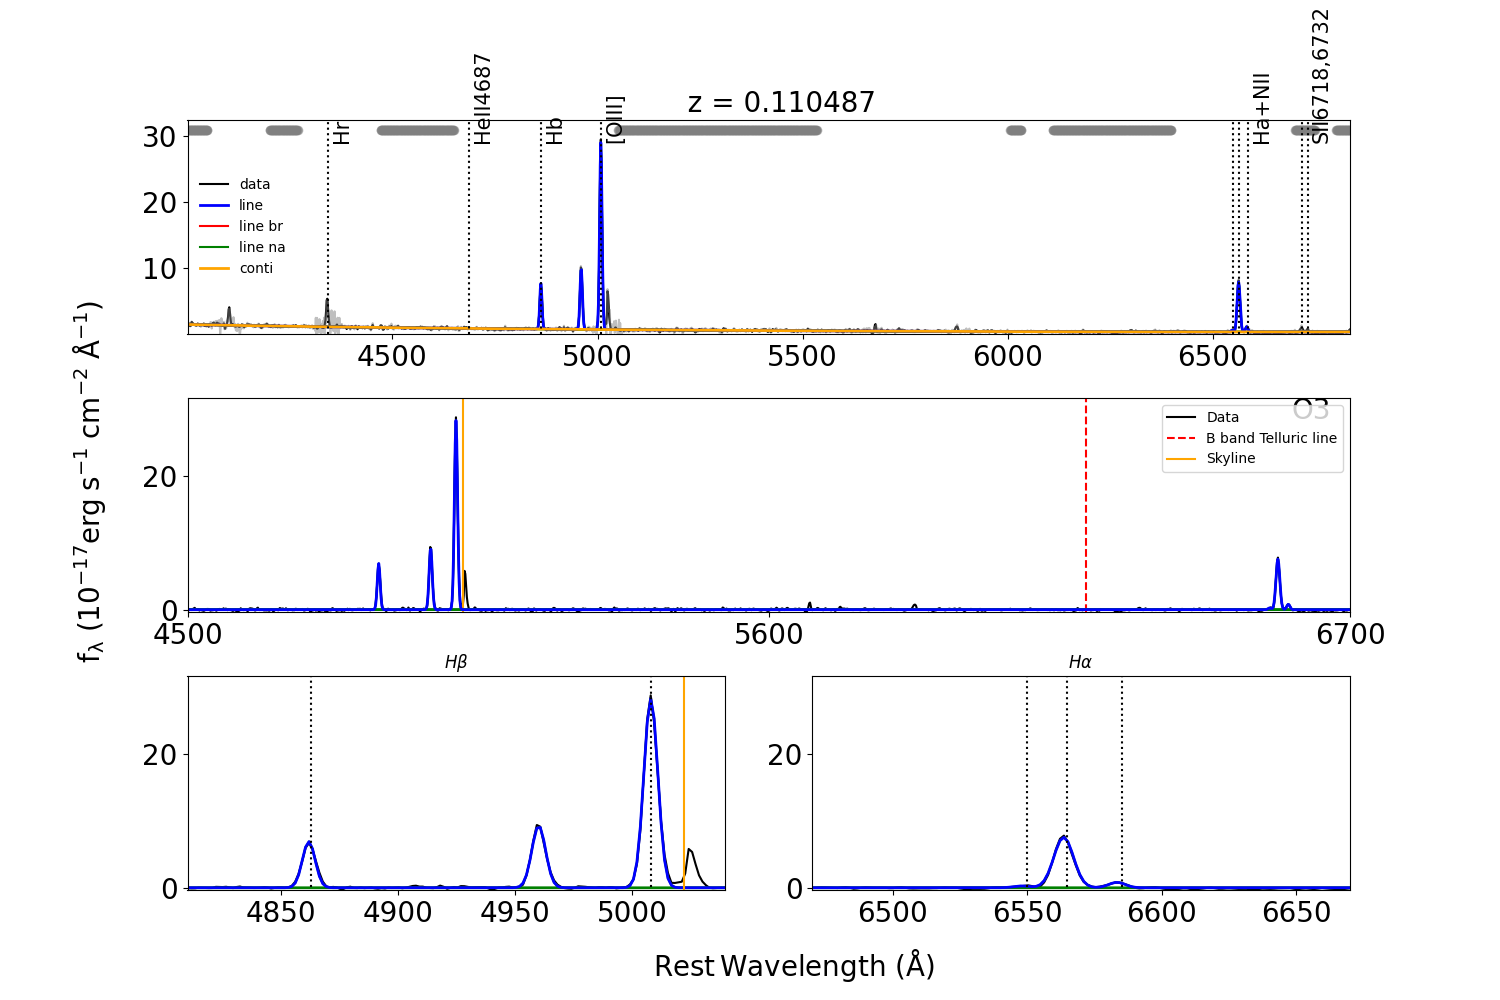 z = 0.110487
Hr
HeII4687
Hb
[OIII]
Ha+NII
SII6718,6732
30
20
10
data
line
line br
line na
conti
4500
5000
5500
6000
6500
f_λ (10⁻¹⁷erg s⁻¹ cm⁻² Å⁻¹)
O3
Data
B band Telluric line
Skyline
20
0
4500
5600
6700
Hβ
20
0
4850
4900
4950
5000
Hα
20
0
6500
6550
6600
6650
Rest Wavelength (Å)